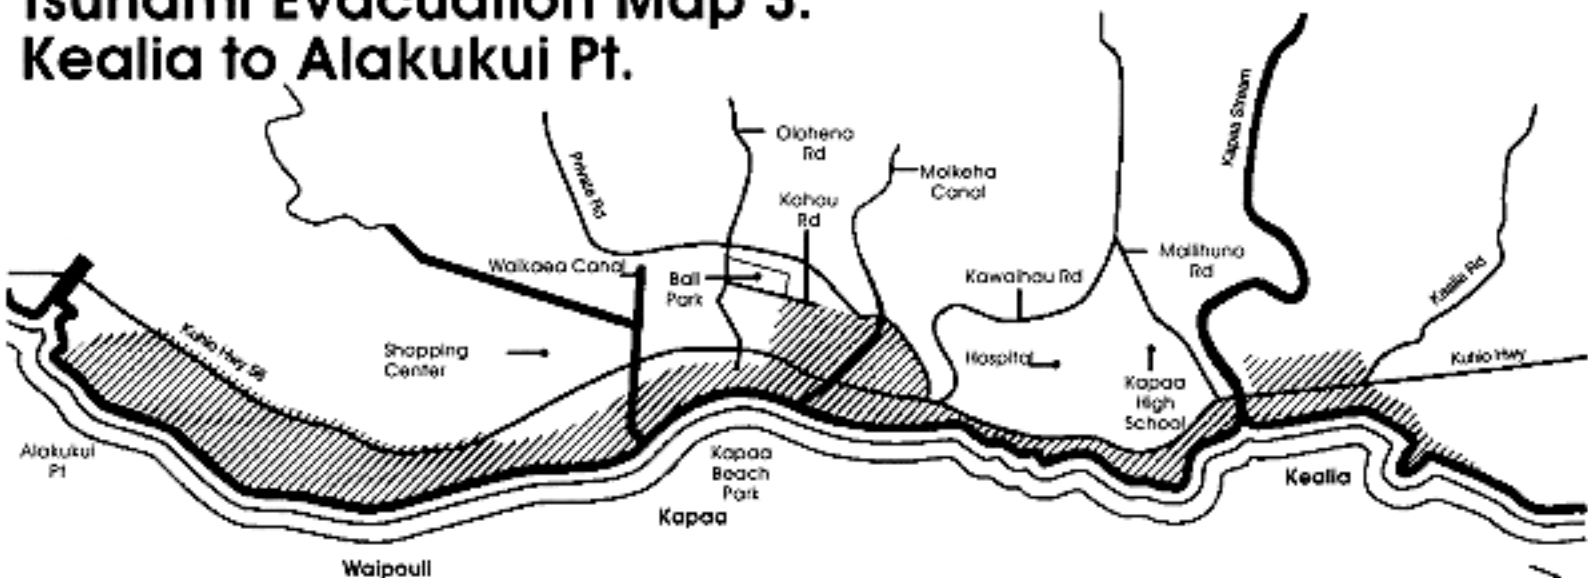 Tsunami Evacuation Map 3.
Kealia to Alakukui Pt.
Private Rd
Olohena
Rd
Kahau
Rd
Moikeha
Canal
Kapaa Stream
Waikaea Canal
Ball
Park
Kawaihau Rd
Mailihuna
Rd
Kealia Rd
Kuhio Hwy 56
Shopping
Center
Hospital
Kapaa
High
School
Kuhio Hwy
Alakukui
Pt
Kapaa
Beach
Park
Kapaa
Kealia
Waipouli